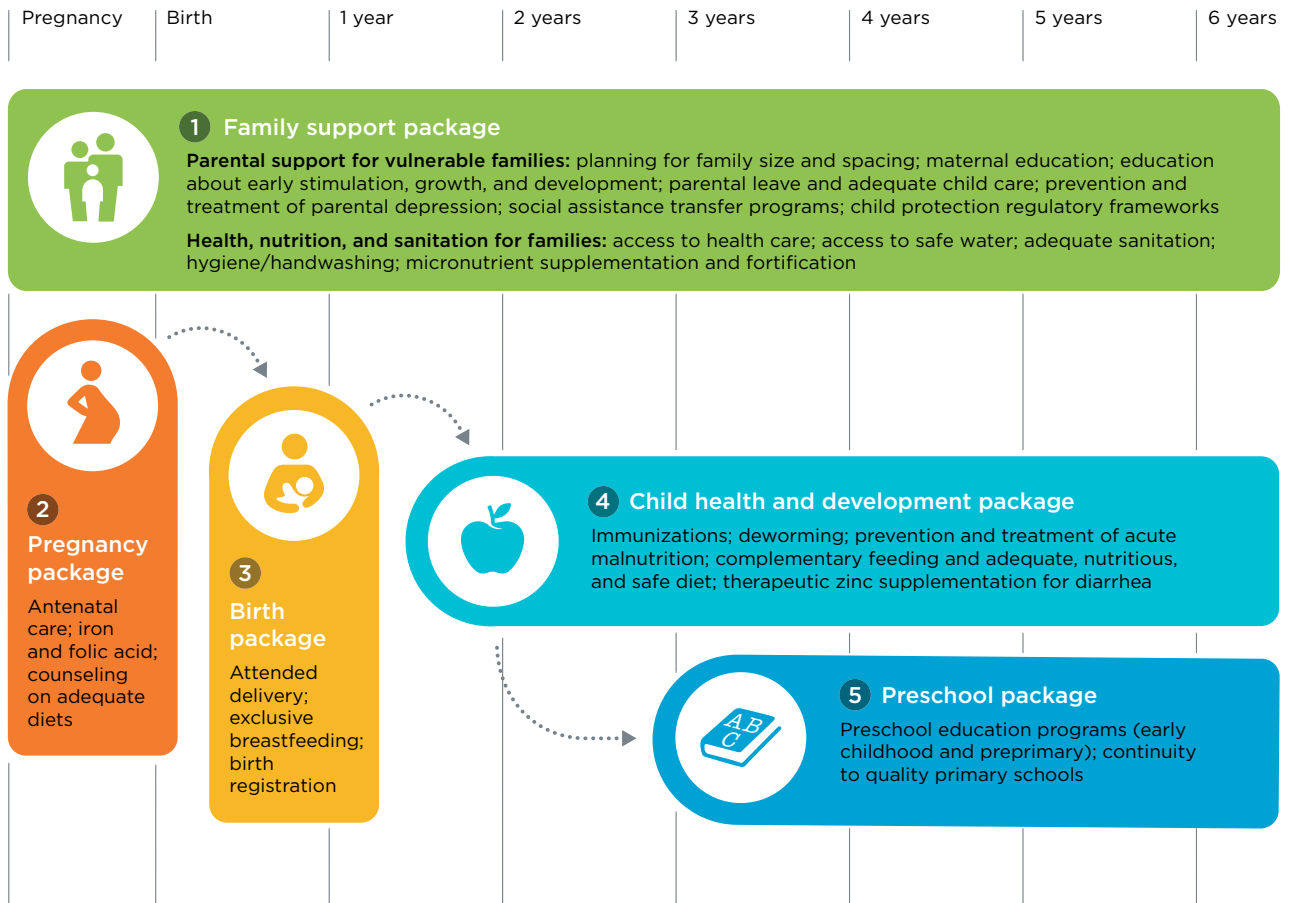 Pregnancy
Birth
1 year
2 years
3 years
4 years
5 years
6 years
1 Family support package
Parental support for vulnerable families: planning for family size and spacing; maternal education; education
about early stimulation, growth, and development; parental leave and adequate child care; prevention and
treatment of parental depression; social assistance transfer programs; child protection regulatory frameworks
Health, nutrition, and sanitation for families: access to health care; access to safe water; adequate sanitation;
hygiene/handwashing; micronutrient supplementation and fortification
2
Pregnancy
package
Antenatal
care; iron
and folic acid;
counseling
on adequate
diets
3
Birth
package
Attended
delivery;
exclusive
breastfeeding;
birth
registration
4 Child health and development package
Immunizations; deworming; prevention and treatment of acute
malnutrition; complementary feeding and adequate, nutritious,
and safe diet; therapeutic zinc supplementation for diarrhea
AB
C
5 Preschool package
Preschool education programs (early
childhood and preprimary); continuity
to quality primary schools